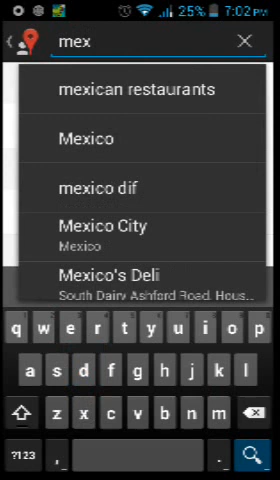 25% 7:02 PM
mex
mexican restaurants
Mexico
mexico dif
Mexico City
Mexico
Mexico's Deli
South Dairy Ashford Road, Hous...
q w e r t y u i o p
a s d f g h j k l
z x c v b n m
?123 , .